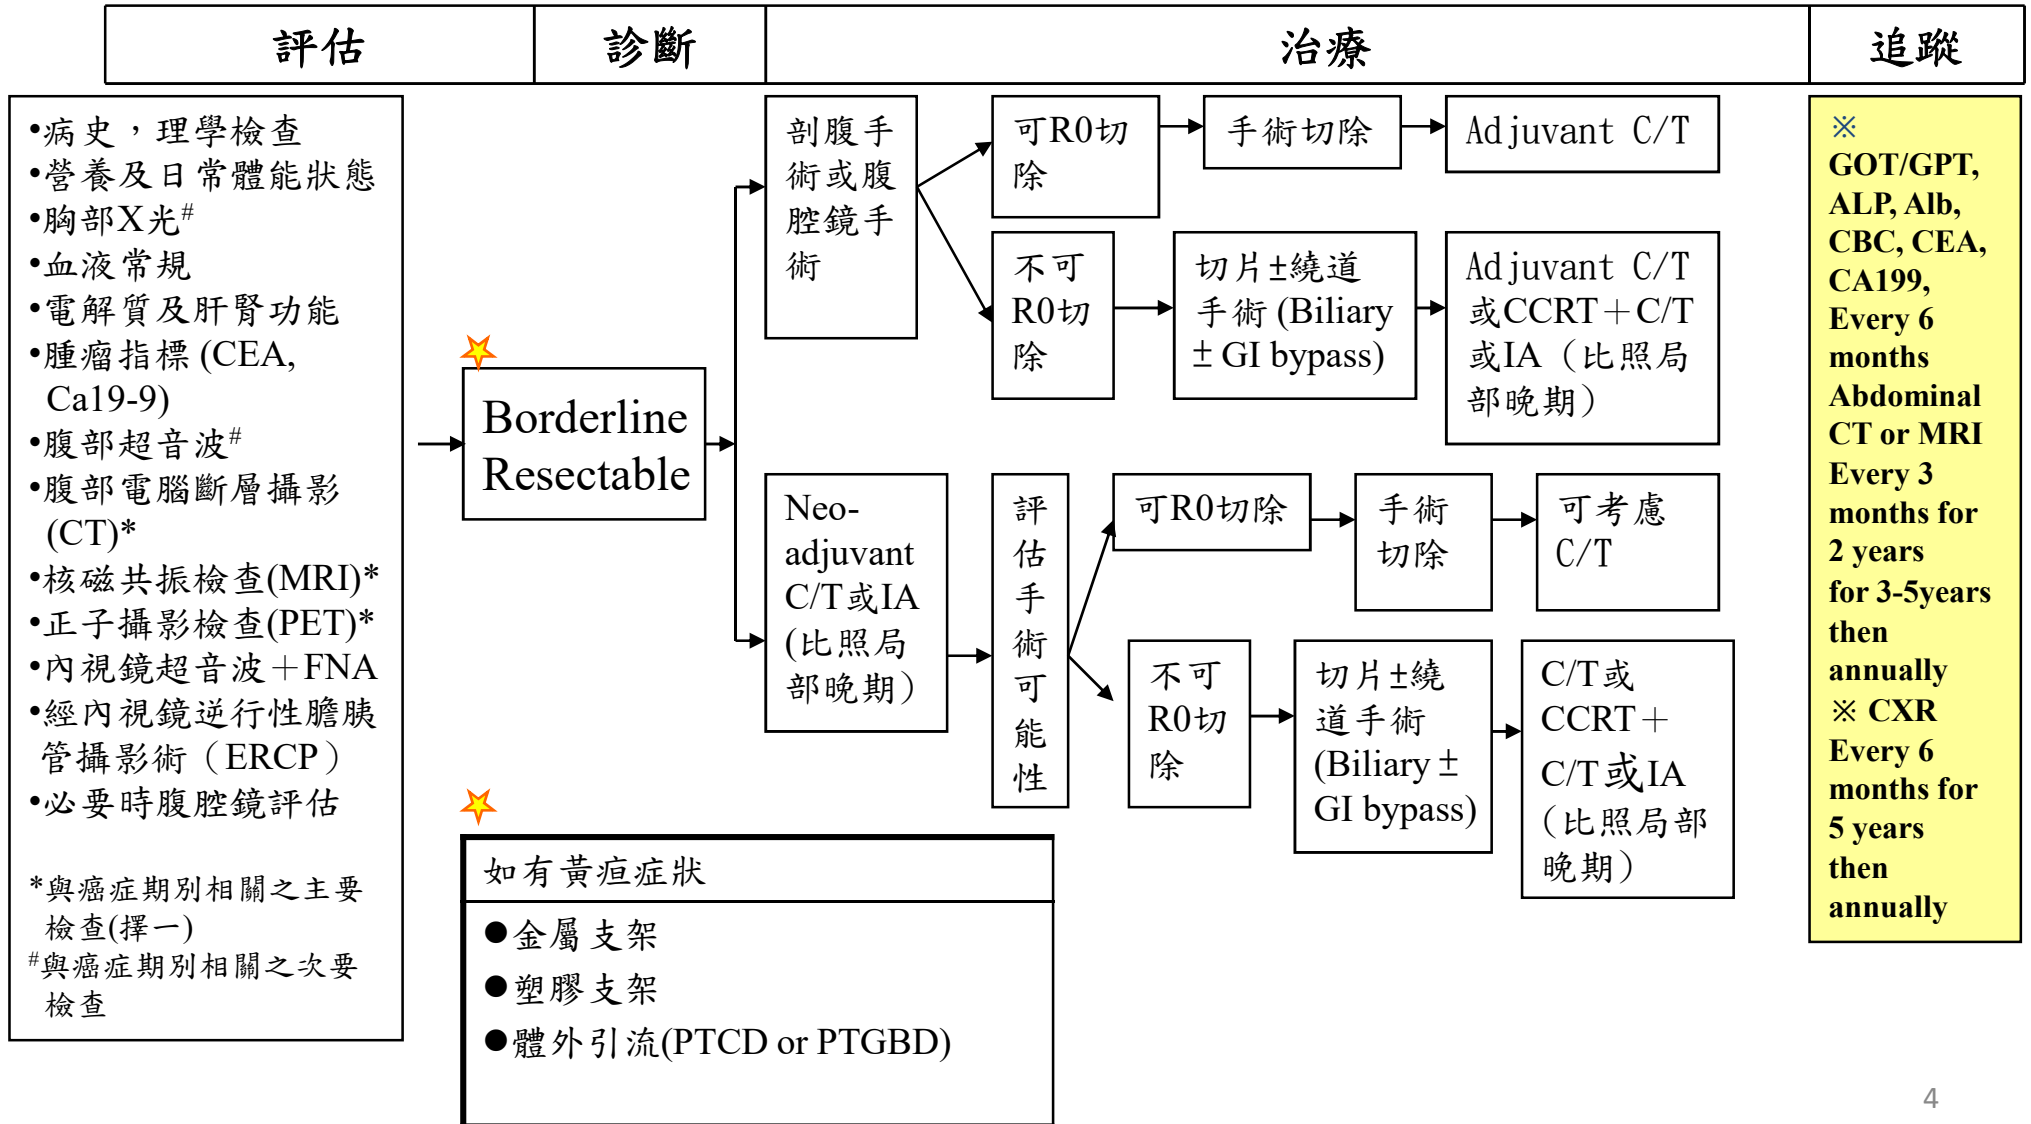 評估
診斷
治療
追蹤
•病史，理學檢查
•營養及日常體能狀態
•胸部X光#
•血液常規
•電解質及肝腎功能
•腫瘤指標 (CEA,
Ca19-9)
•腹部超音波#
•腹部電腦斷層攝影
(CT)*
•核磁共振檢查(MRI)*
•正子攝影檢查(PET)*
•內視鏡超音波＋FNA
•經內視鏡逆行性膽胰
管攝影術（ERCP）
•必要時腹腔鏡評估
*與癌症期別相關之主要
檢查(擇一)
#與癌症期別相關之次要
檢查
Borderline
Resectable
剖腹手
術或腹
腔鏡手
術
可R0切
除
手術切除
Adjuvant C/T
不可
R0切
除
切片±繞道
手術 (Biliary
± GI bypass)
Adjuvant C/T
或CCRT＋C/T
或IA（比照局
部晚期）
Neo-
adjuvant
C/T或IA
(比照局
部晚期）
評
估
手
術
可
能
性
可R0切除
手術
切除
可考慮
C/T
不可
R0切
除
切片±繞
道手術
(Biliary ±
GI bypass)
C/T或
CCRT＋
C/T或IA
（比照局部
晚期）
如有黃疸症狀
●金屬支架
●塑膠支架
●體外引流(PTCD or PTGBD)
※
GOT/GPT,
ALP, Alb,
CBC, CEA,
CA199,
Every 6
months
Abdominal
CT or MRI
Every 3
months for
2 years
for 3-5years
then
annually
※ CXR
Every 6
months for
5 years
then
annually
4